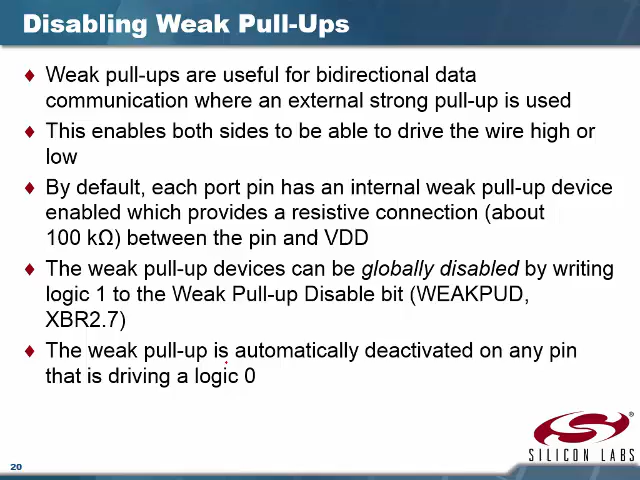 Disabling Weak Pull-Ups
♦ Weak pull-ups are useful for bidirectional data
communication where an external strong pull-up is used
♦ This enables both sides to be able to drive the wire high or
low
♦ By default, each port pin has an internal weak pull-up device
enabled which provides a resistive connection (about
100 kΩ) between the pin and VDD
♦ The weak pull-up devices can be globally disabled by writing
logic 1 to the Weak Pull-up Disable bit (WEAKPUD,
XBR2.7)
♦ The weak pull-up is automatically deactivated on any pin
that is driving a logic 0
®
SILICON LABS
20